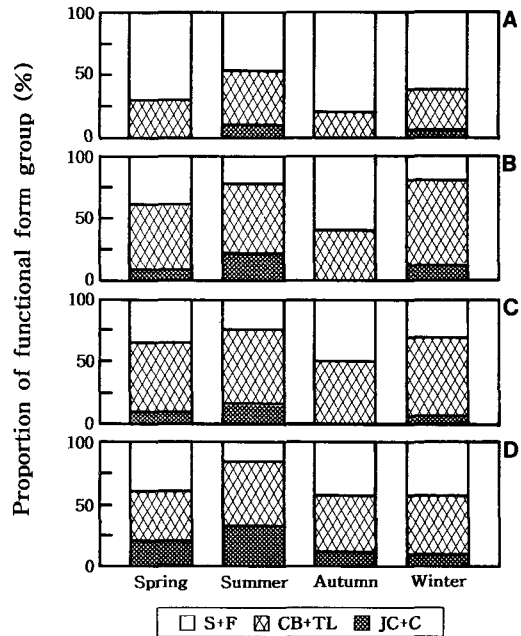 Proportion of functional form group (%)
100
50
0
A
100
50
0
B
100
50
0
C
100
50
0
D
Spring Summer Autumn Winter
S+F CB+TL JC+C